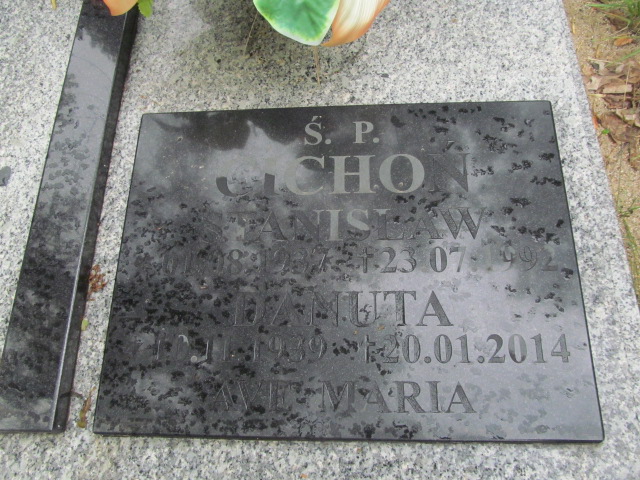 Ś. P.
CICHOŃ
STANISŁAW
✝23 07.1992
DANUTA
✝20.01.2014
AVE MARIA